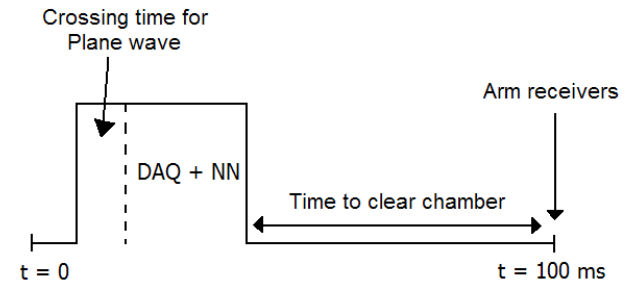 Crossing time for
Plane wave
Arm receivers
DAQ + NN
Time to clear chamber
t = 0
t = 100 ms